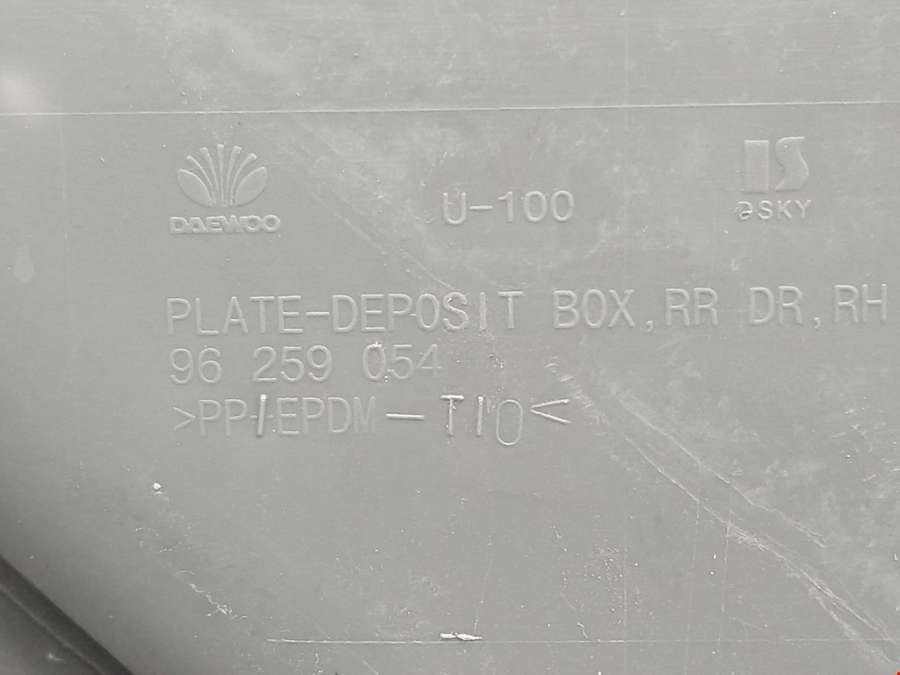 DAEWOO U-100 ƏSKY
PLATE-DEPOSIT BOX,RR DR,RH
96 259 054
>PP/EPDM-T10<